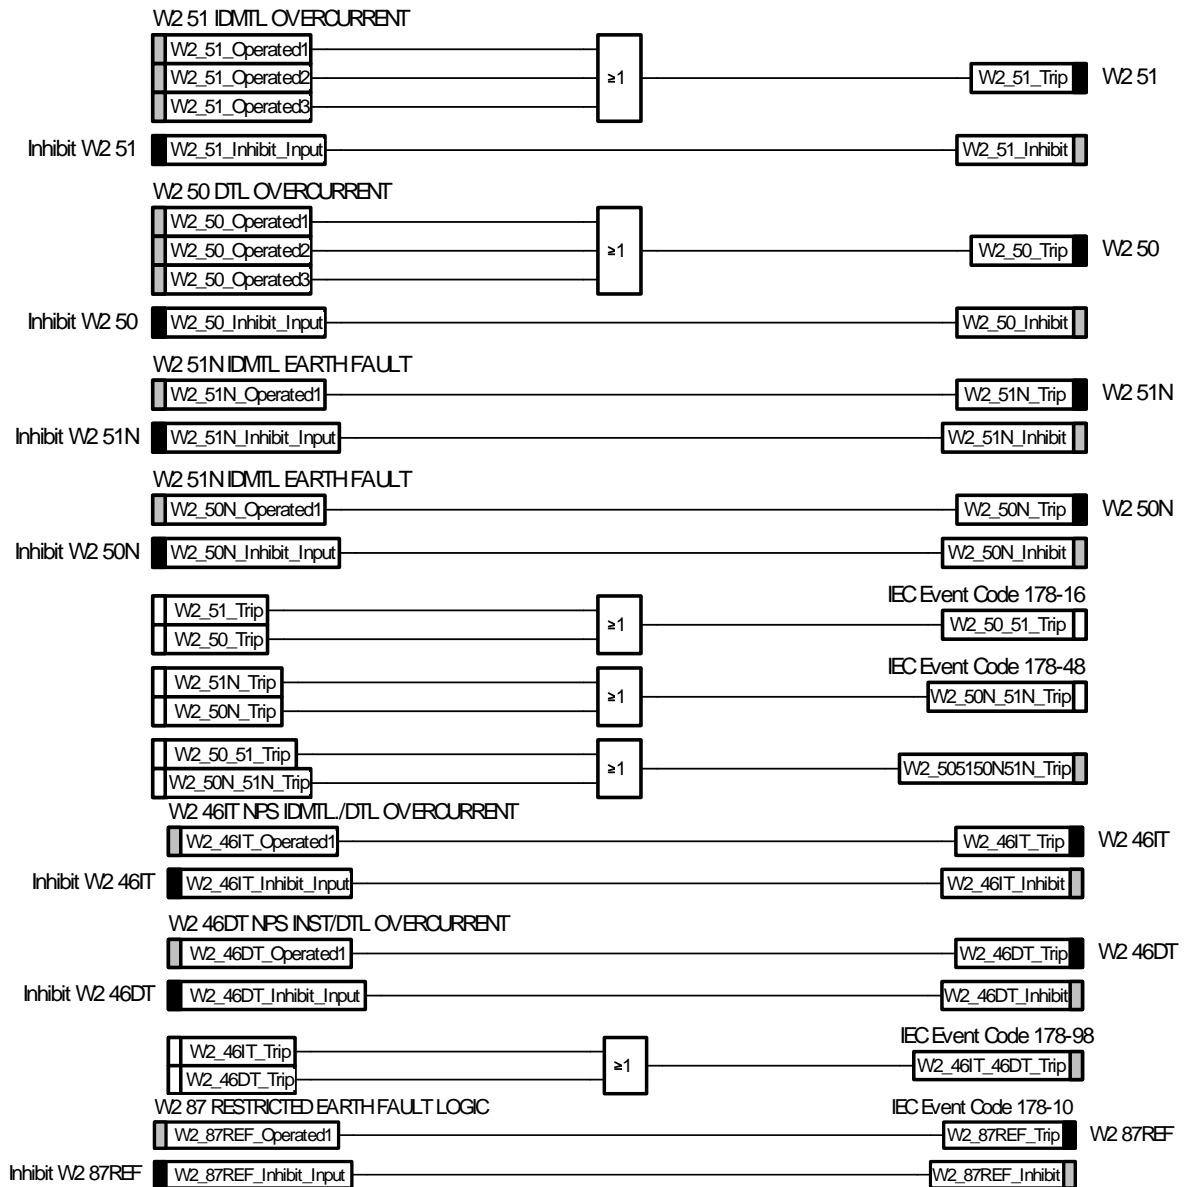 W2 51 IDMTL OVERCURRENT
W2_51_Operated1
W2_51_Operated2 ≥1 W2_51_Trip W2 51
W2_51_Operated3
Inhibit W2 51 W2_51_Inhibit_Input W2_51_Inhibit
W2 50 DTL OVERCURRENT
W2_50_Operated1
W2_50_Operated2 ≥1 W2_50_Trip W2 50
W2_50_Operated3
Inhibit W2 50 W2_50_Inhibit_Input W2_50_Inhibit
W2 51N IDMTL EARTH FAULT
W2_51N_Operated1 W2_51N_Trip W2 51N
Inhibit W2 51N W2_51N_Inhibit_Input W2_51N_Inhibit
W2 51N IDMTL EARTH FAULT
W2_50N_Operated1 W2_50N_Trip W2 50N
Inhibit W2 50N W2_50N_Inhibit_Input W2_50N_Inhibit
IEC Event Code 178-16
W2_51_Trip
≥1 W2_50_51_Trip
W2_50_Trip
IEC Event Code 178-48
W2_51N_Trip
≥1 W2_50N_51N_Trip
W2_50N_Trip
W2_50_51_Trip
≥1 W2_505150N51N_Trip
W2_50N_51N_Trip
W2 46IT NPS IDMTL./DTL OVERCURRENT
W2_46IT_Operated1 W2_46IT_Trip W2 46IT
Inhibit W2 46IT W2_46IT_Inhibit_Input W2_46IT_Inhibit
W2 46DT NPS INST/DTL OVERCURRENT
W2_46DT_Operated1 W2_46DT_Trip W2 46DT
Inhibit W2 46DT W2_46DT_Inhibit_Input W2_46DT_Inhibit
IEC Event Code 178-98
W2_46IT_Trip
≥1 W2_46IT_46DT_Trip
W2_46DT_Trip
W2 87 RESTRICTED EARTH FAULT LOGIC IEC Event Code 178-10
W2_87REF_Operated1 W2_87REF_Trip W2 87REF
Inhibit W2 87REF W2_87REF_Inhibit_Input W2_87REF_Inhibit